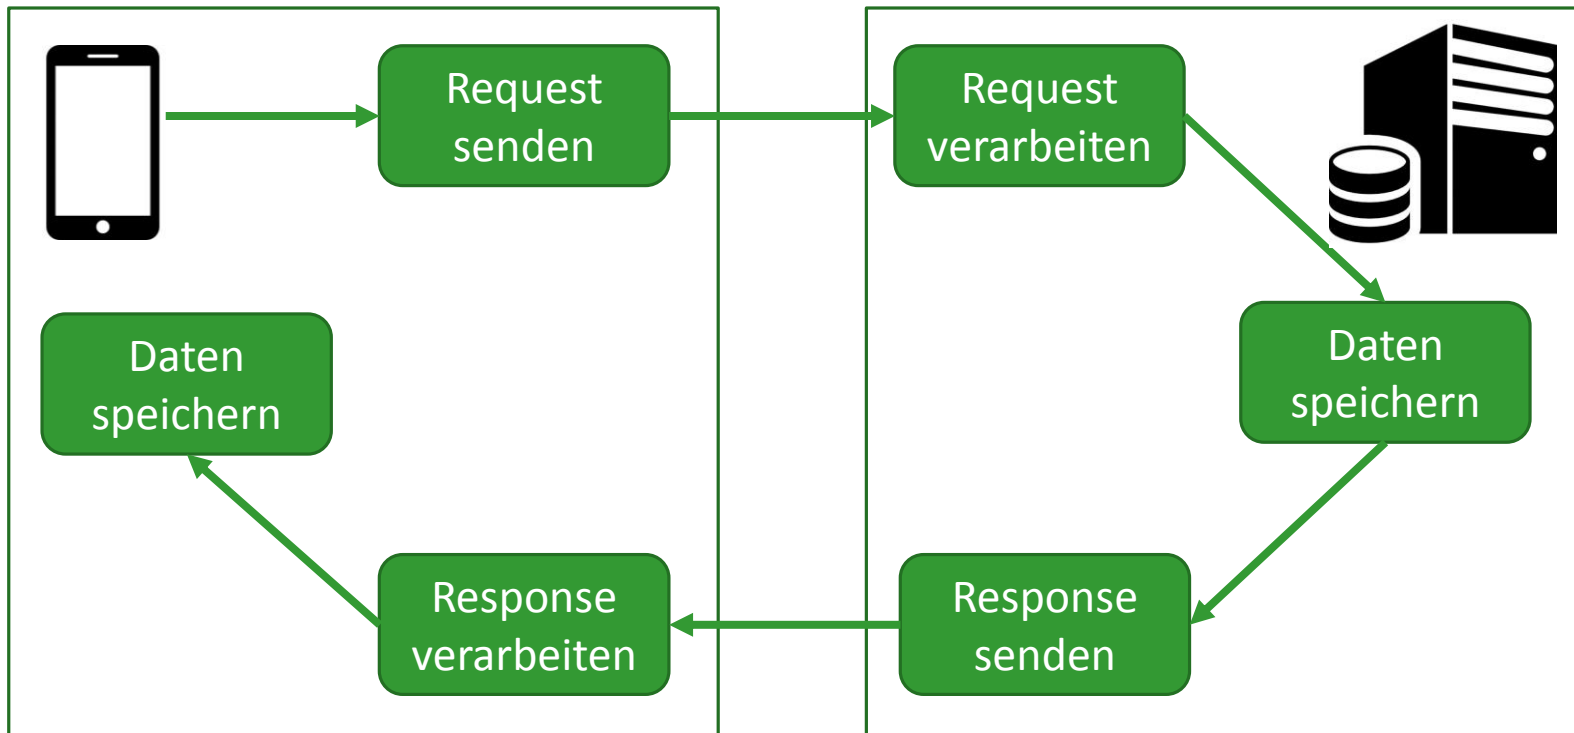 Request
senden
Request
verarbeiten
Daten
speichern
Daten
speichern
Response
verarbeiten
Response
senden